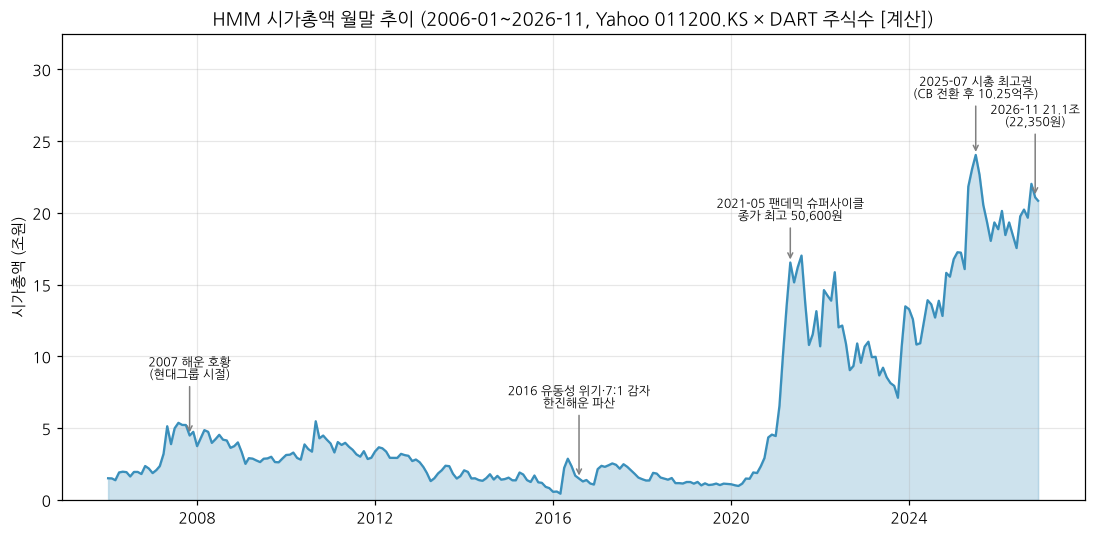 HMM 시가총액 월말 추이 (2006-01~2026-11, Yahoo 011200.KS × DART 주식수 [계산])
시가총액 (조원)
30
25
20
15
10
5
0
2008
2012
2016
2020
2024
2007 해운 호황
(현대그룹 시절)
2016 유동성 위기·7:1 감자
한진해운 파산
2021-05 팬데믹 슈퍼사이클
종가 최고 50,600원
2025-07 시총 최고권
(CB 전환 후 10.25억주)
2026-11 21.1조
(22,350원)